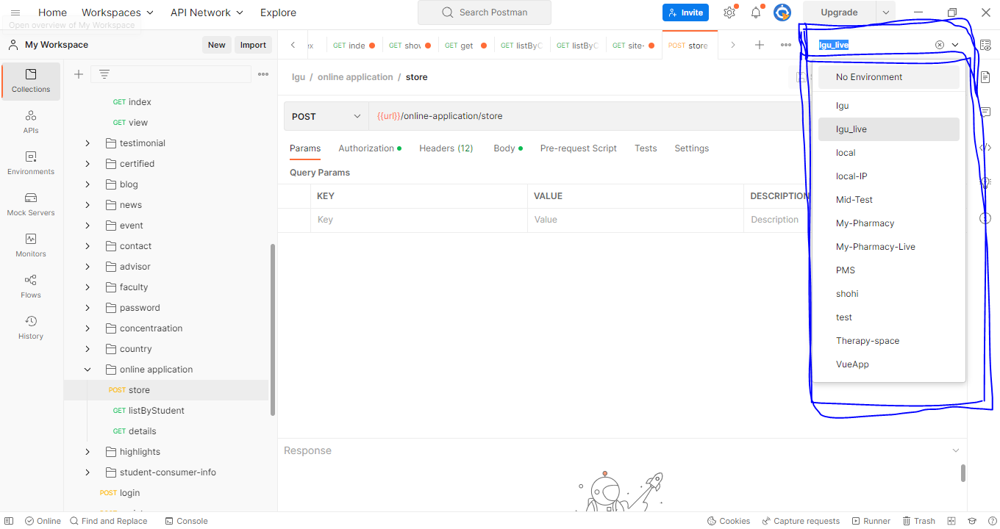 Home Workspaces API Network Explore Search Postman Invite Upgrade
Open overview of My Workspace
My Workspace New Import
ex GET inde GET show GET get GET listByC GET listByC GET site- POST store lgu_live
Collections
APIs
Environments
Mock Servers
Monitors
Flows
History
GET index
GET view
testimonial
certified
blog
news
event
contact
advisor
faculty
password
concentraation
country
online application
POST store
GET listByStudent
GET details
highlights
student-consumer-info
POST login
lgu / online application / store
POST {{url}}/online-application/store
Params Authorization Headers (12) Body Pre-request Script Tests Settings
Query Params
KEY VALUE DESCRIPTION
Key Value Description
Response
No Environment
lgu
lgu_live
local
local-IP
Mid-Test
My-Pharmacy
My-Pharmacy-Live
PMS
shohi
test
Therapy-space
VueApp
Online Find and Replace Console Cookies Capture requests Runner Trash